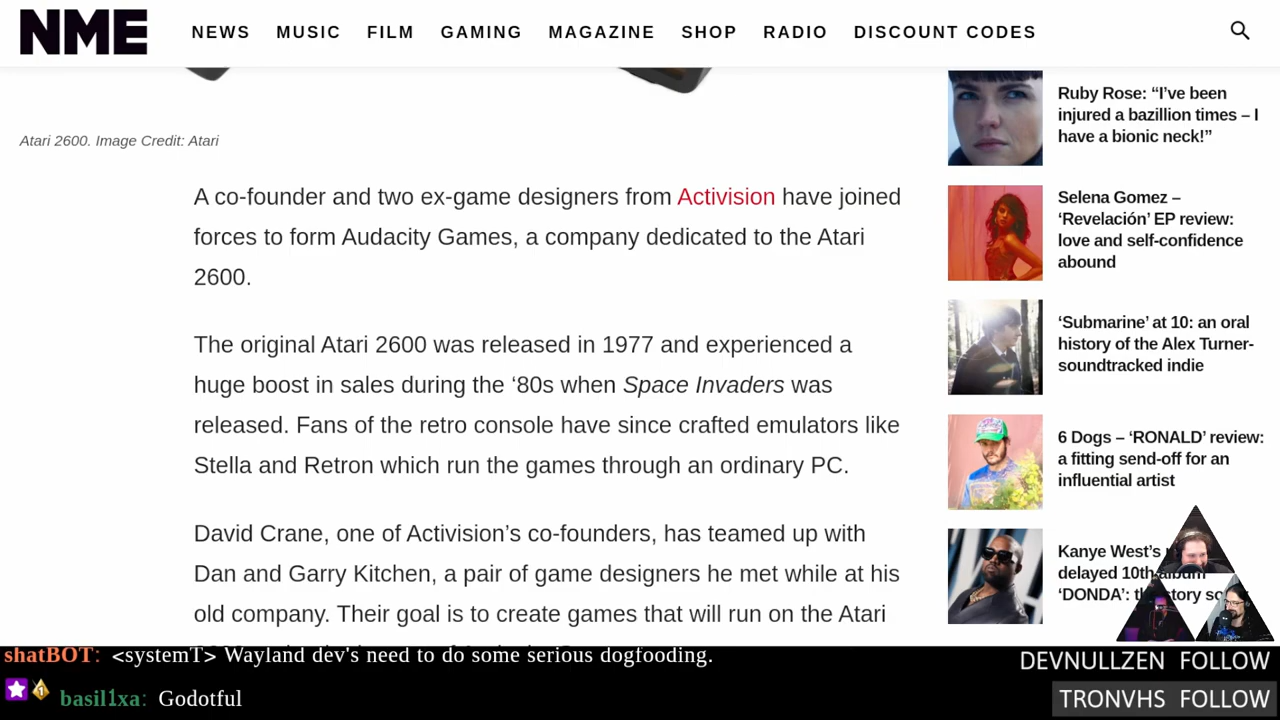 NME
NEWS MUSIC FILM GAMING MAGAZINE SHOP RADIO DISCOUNT CODES
Atari 2600. Image Credit: Atari
A co-founder and two ex-game designers from Activision have joined
forces to form Audacity Games, a company dedicated to the Atari
2600.
The original Atari 2600 was released in 1977 and experienced a
huge boost in sales during the ‘80s when Space Invaders was
released. Fans of the retro console have since crafted emulators like
Stella and Retron which run the games through an ordinary PC.
David Crane, one of Activision’s co-founders, has teamed up with
Dan and Garry Kitchen, a pair of game designers he met while at his
old company. Their goal is to create games that will run on the Atari
Ruby Rose: “I’ve been
injured a bazillion times – I
have a bionic neck!”
Selena Gomez –
‘Revelación’ EP review:
love and self-confidence
abound
‘Submarine’ at 10: an oral
history of the Alex Turner-
soundtracked indie
6 Dogs – ‘RONALD’ review:
a fitting send-off for an
influential artist
Kanye West’s
delayed 10th album
‘DONDA’: story
shatBOT: <systemT> Wayland dev's need to do some serious dogfooding.
basil1xa: Godotful
DEVNULLZEN FOLLOW
TRONVHS FOLLOW